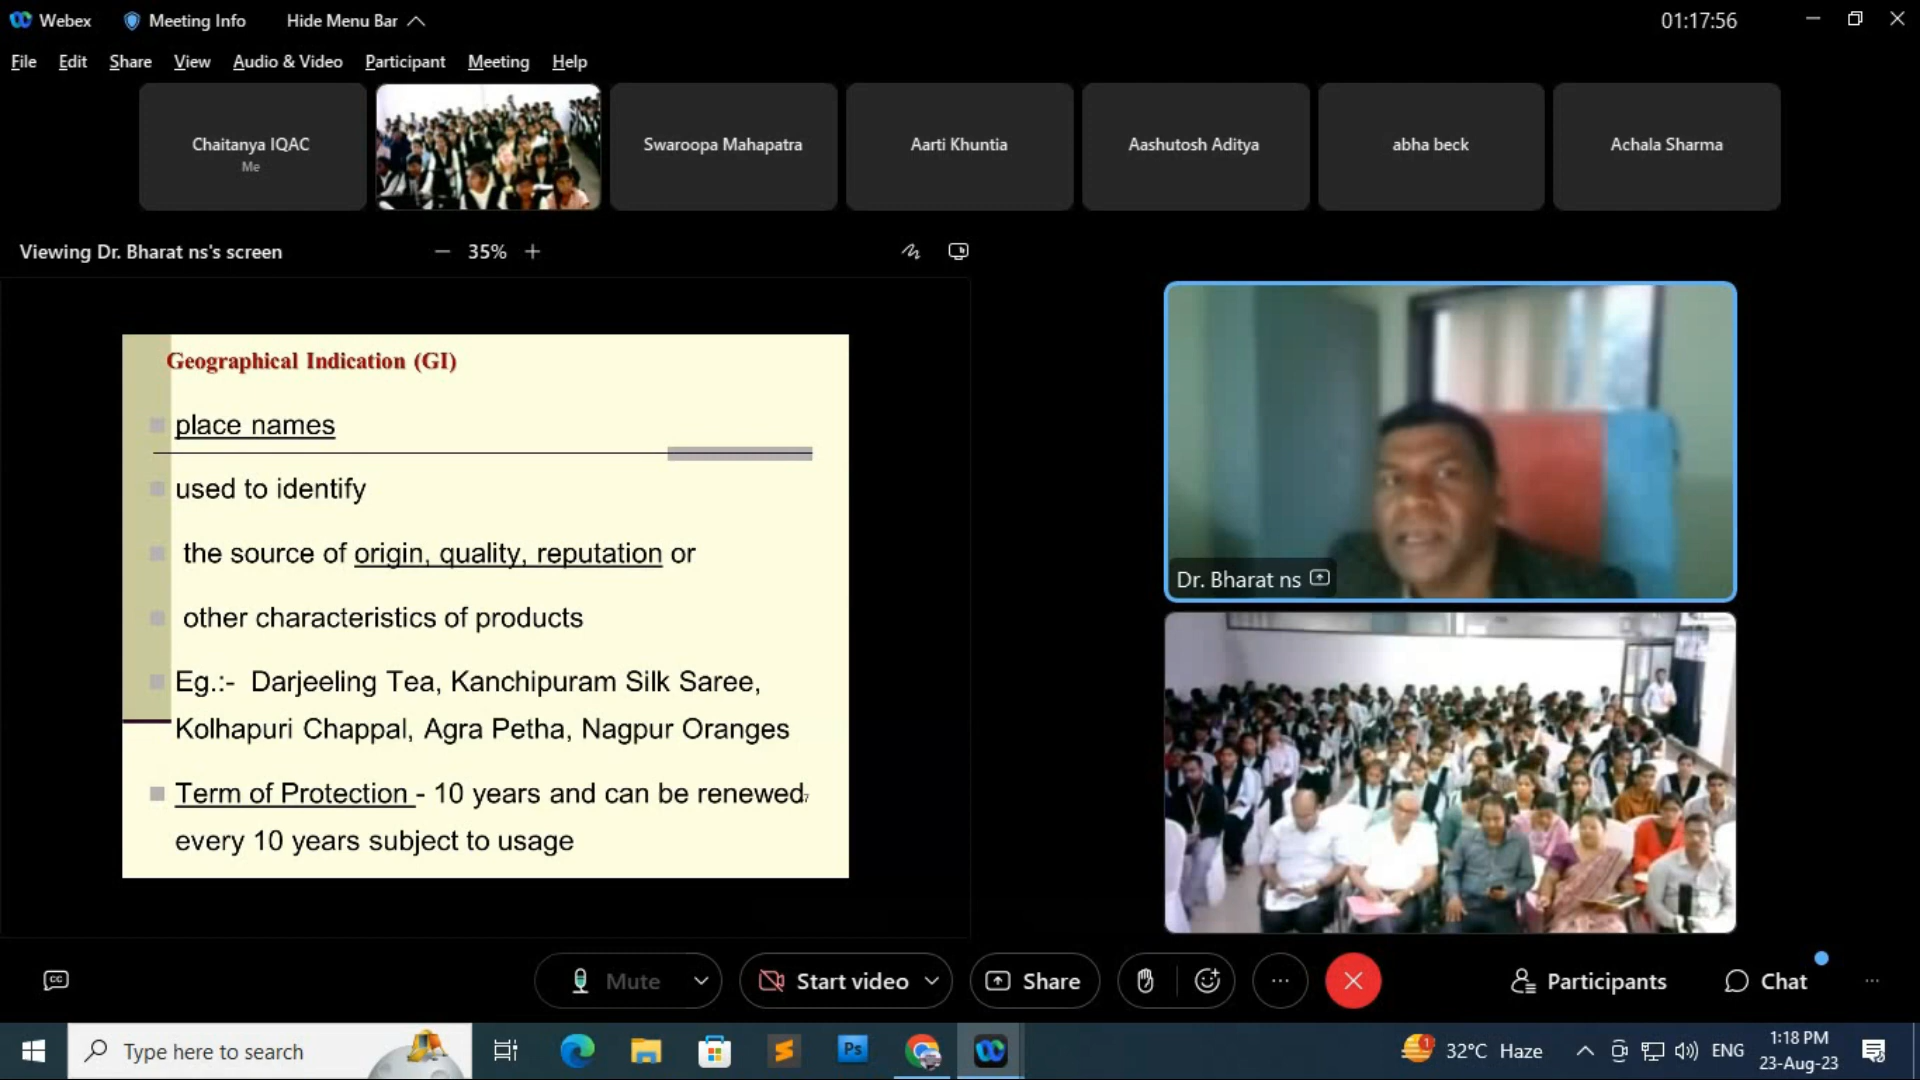 Webex
Meeting Info
Hide Menu Bar
01:17:56
File Edit Share View Audio & Video Participant Meeting Help
Chaitanya IQAC
Me
Swaroopa Mahapatra
Aarti Khuntia
Aashutosh Aditya
abha beck
Achala Sharma
Viewing Dr. Bharat ns's screen
35%
Geographical Indication (GI)
place names
used to identify
the source of origin, quality, reputation or
other characteristics of products
Eg.:- Darjeeling Tea, Kanchipuram Silk Saree,
Kolhapuri Chappal, Agra Petha, Nagpur Oranges
Term of Protection - 10 years and can be renewed
every 10 years subject to usage
Dr. Bharat ns
CC
Mute
Start video
Share
Participants
Chat
Type here to search
Ps
1
32°C Haze
ENG
1:18 PM
23-Aug-23